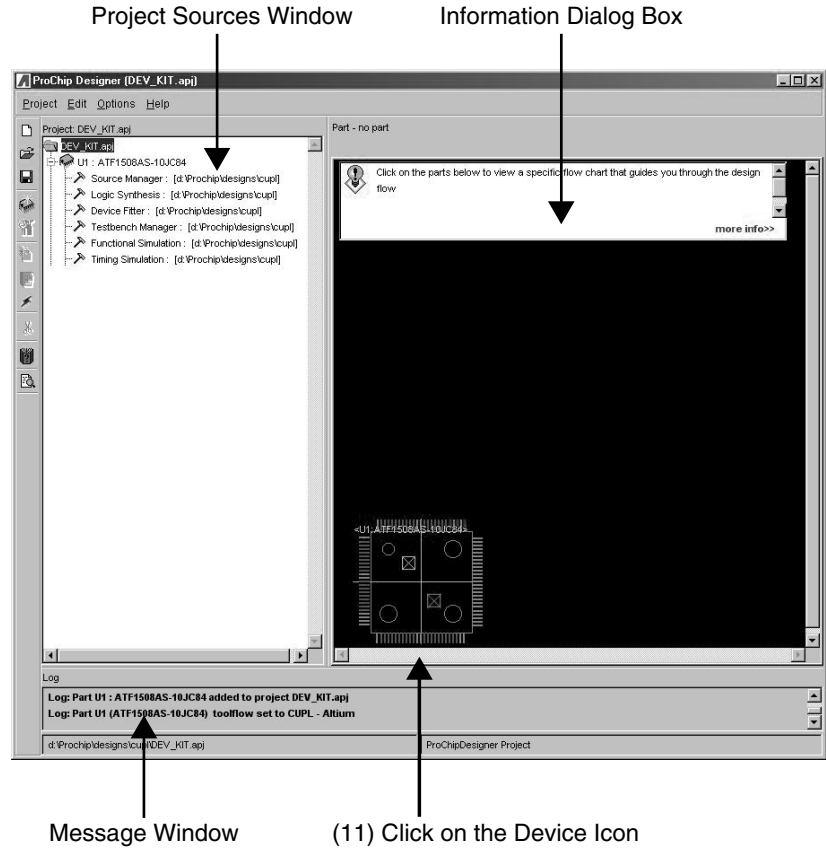 Project Sources Window
Information Dialog Box
ProChip Designer (DEV_KIT.apj)
Project Edit Options Help
Project: DEV_KIT.apj
Part - no part
DEV_KIT.apj
U1 : ATF1508AS-10JC84
Source Manager : [d:\Prochip\designs\cupl]
Logic Synthesis : [d:\Prochip\designs\cupl]
Device Fitter : [d:\Prochip\designs\cupl]
Testbench Manager : [d:\Prochip\designs\cupl]
Functional Simulation : [d:\Prochip\designs\cupl]
Timing Simulation : [d:\Prochip\designs\cupl]
Click on the parts below to view a specific flow chart that guides you through the design
flow
more info>>
<U1:ATF1508AS-10JC84>
Log
Log: Part U1 : ATF1508AS-10JC84 added to project DEV_KIT.apj
Log: Part U1 (ATF1508AS-10JC84) toolflow set to CUPL - Altium
d:\Prochip\designs\cupl\DEV_KIT.apj
ProChipDesigner Project
Message Window
(11) Click on the Device Icon